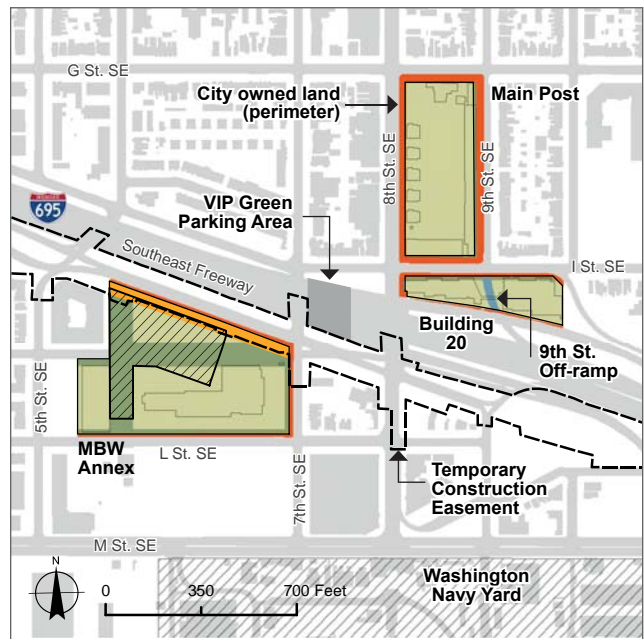 G St. SE
City owned land
(perimeter)
Main Post
8th St. SE
9th St. SE
VIP Green
Parking Area
INTERSTATE
695
Southeast Freeway
I St. SE
Building
20
9th St.
Off-ramp
5th St. SE
MBW
Annex
L St. SE
7th St. SE
Temporary
Construction
Easement
M St. SE
N
0 350 700 Feet
Washington
Navy Yard